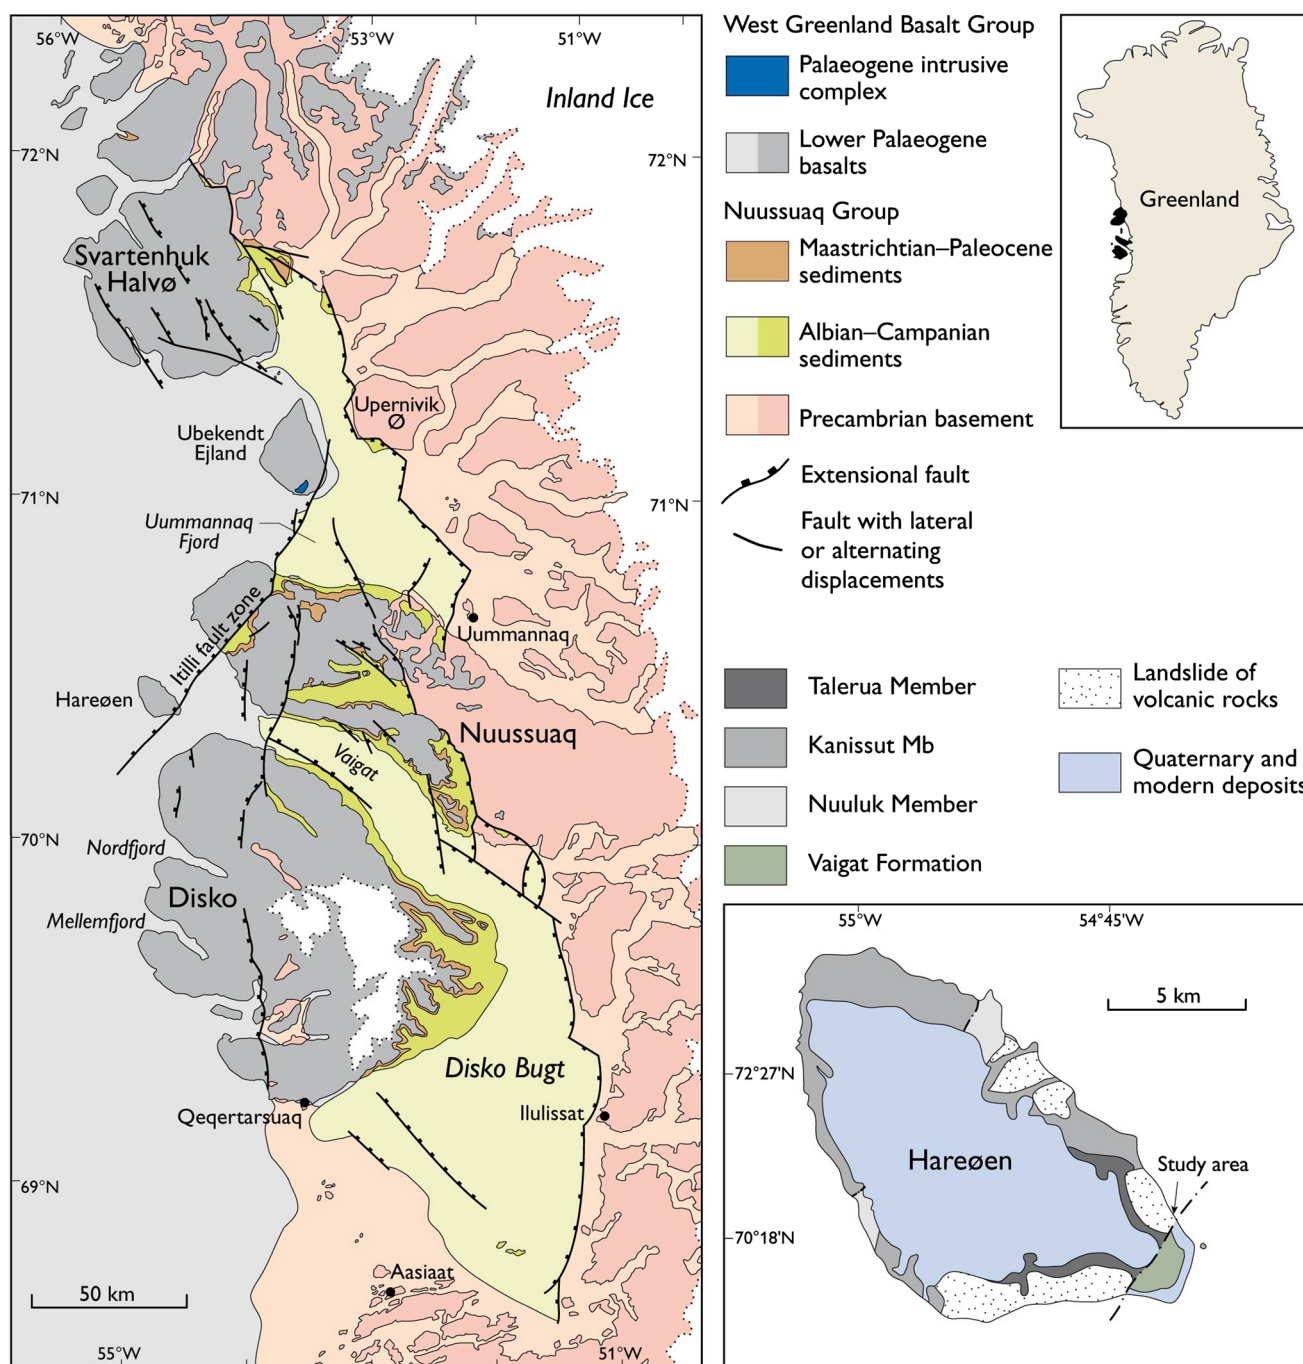 56°W
53°W
51°W
Inland Ice
72°N
72°N
Svartenhuk
Halvø
Upernivik
Ø
Ubekendt
Ejland
71°N
71°N
Uummannaq
Fjord
Itilli fault zone
Uummannaq
Hareøen
Nuussuaq
Vaigat
70°N
70°N
Nordfjord
Disko
Mellemfjord
Disko Bugt
Qeqertarsuaq
Ilulissat
69°N
69°N
Aasiaat
50 km
55°W
51°W
West Greenland Basalt Group
Palaeogene intrusive
complex
Lower Palaeogene
basalts
Nuussuaq Group
Maastrichtian–Paleocene
sediments
Albian–Campanian
sediments
Precambrian basement
Extensional fault
Fault with lateral
or alternating
displacements
Greenland
Talerua Member
Kanissut Mb
Nuuluk Member
Vaigat Formation
Landslide of
volcanic rocks
Quaternary and
modern deposits
55°W
54°45'W
5 km
72°27'N
Hareøen
Study area
70°18'N